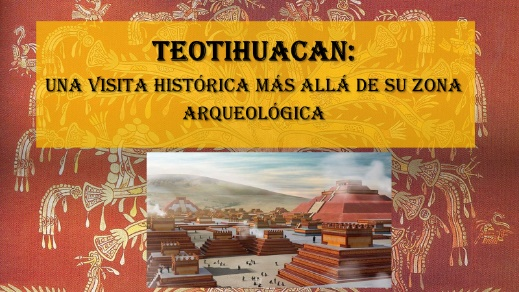 TEOTIHUACAN:
UNA VISITA HISTÓRICA MÁS ALLÁ DE SU ZONA
ARQUEOLÓGICA